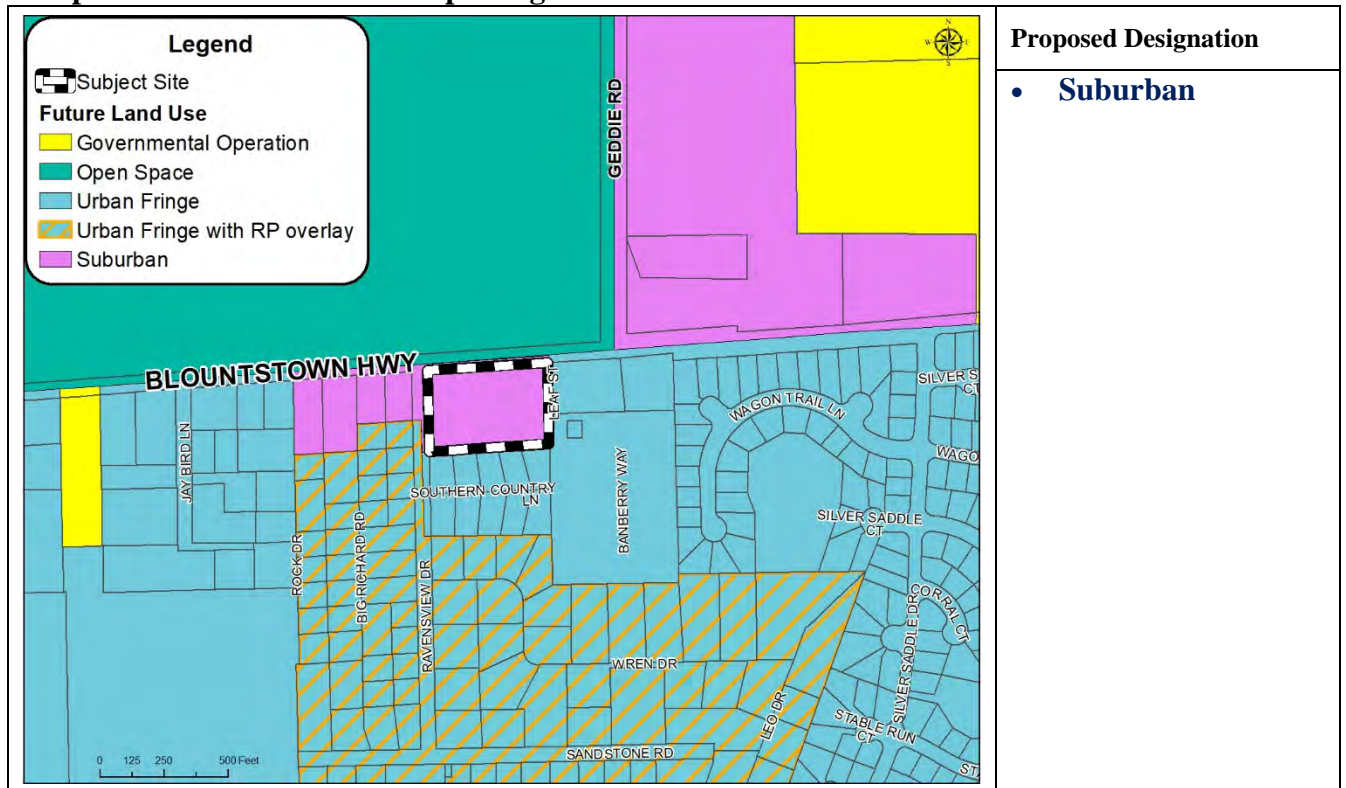 Legend
Subject Site
Future Land Use
Governmental Operation
Open Space
Urban Fringe
Urban Fringe with RP overlay
Suburban
N
W
E
S
Proposed Designation
• Suburban
GEDDIE RD
BLOUNTSTOWN HWY
LEAF ST
WAGON TRAIL LN
SILVER S
CT
WAGO
JAY BIRD LN
SOUTHERN COUNTRY
LN
BANBERRY WAY
SILVER SADDLE
CT
ROCK DR
BIG RICHARD RD
RAVENSVIEW DR
CORRAL CT
SILVER SADDLE DR
WREN DR
LEO DR
STABLE RUN
CT
SANDSTONE RD
ST
0 125 250 500 Feet